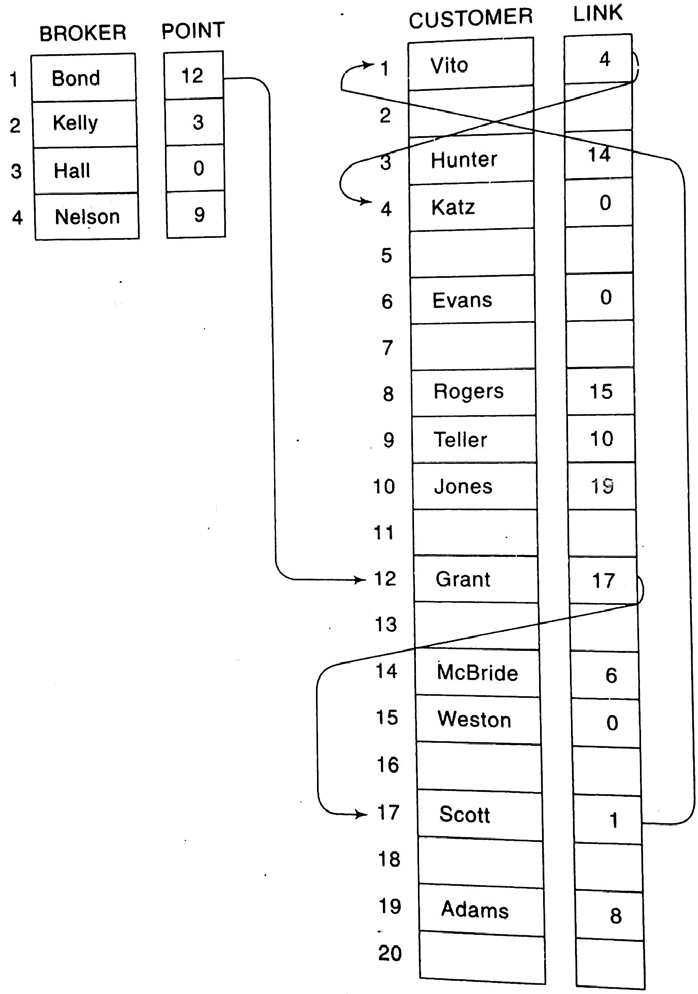 BROKER POINT
1 Bond 12
2 Kelly 3
3 Hall 0
4 Nelson 9
CUSTOMER LINK
1 Vito 4
2
3 Hunter 14
4 Katz 0
5
6 Evans 0
7
8 Rogers 15
9 Teller 10
10 Jones 19
11
12 Grant 17
13
14 McBride 6
15 Weston 0
16
17 Scott 1
18
19 Adams 8
20